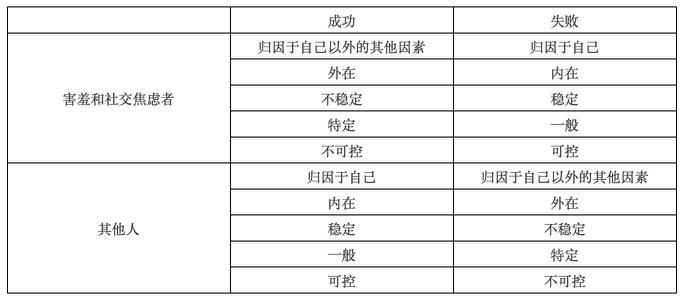 成功 失败
害羞和社交焦虑者
归因于自己以外的其他因素 归因于自己
外在 内在
不稳定 稳定
特定 一般
不可控 可控
其他人
归因于自己 归因于自己以外的其他因素
内在 外在
稳定 不稳定
一般 特定
可控 不可控